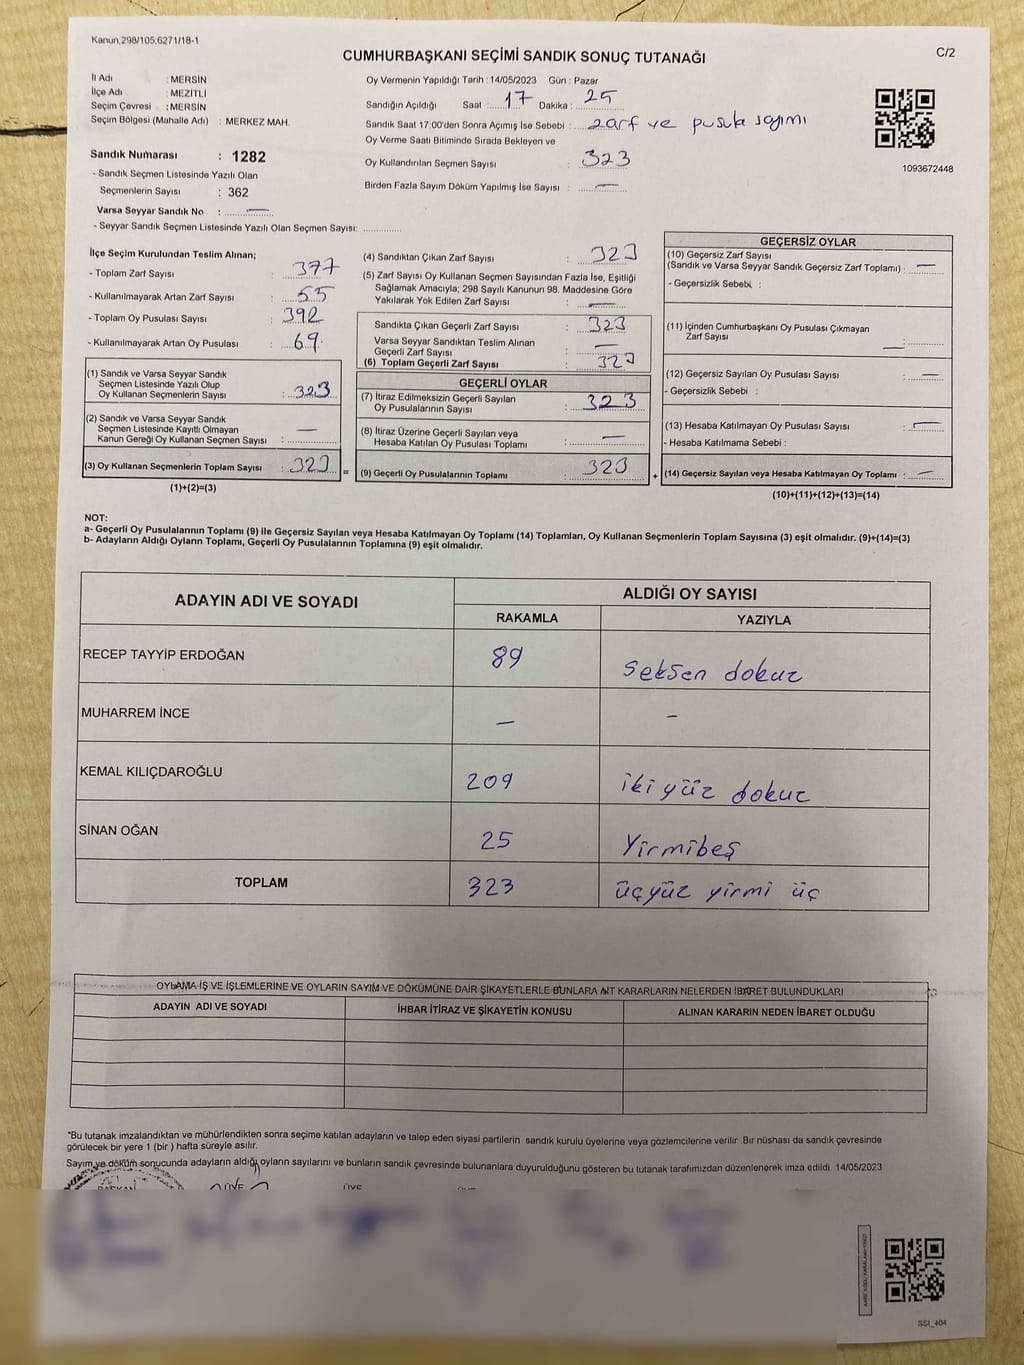 Kanun,298/105,6271/18-1
C/2
CUMHURBAŞKANI SEÇİMİ SANDIK SONUÇ TUTANAĞI
İl Adı : MERSİN
İlçe Adı : MEZİTLİ
Seçim Çevresi : MERSİN
Seçim Bölgesi (Mahalle Adı) : MERKEZ MAH.
Sandık Numarası : 1282
- Sandık Seçmen Listesinde Yazılı Olan
Seçmenlerin Sayısı : 362
Varsa Seyyar Sandık No : —
- Seyyar Sandık Seçmen Listesinde Yazılı Olan Seçmen Sayısı: ............
Oy Vermenin Yapıldığı Tarih : 14/05/2023 Gün : Pazar
Sandığın Açıldığı Saat 17 Dakika : 25
Sandık Saat 17:00'den Sonra Açımış İse Sebebi : zarf ve pusula sayımı
Oy Verme Saati Bitiminde Sırada Bekleyen ve
Oy Kullandırılan Seçmen Sayısı : 323
Birden Fazla Sayım Döküm Yapılmış İse Sayısı : —
1093672448
İlçe Seçim Kurulundan Teslim Alınan;
- Toplam Zarf Sayısı : 377
- Kullanılmayarak Artan Zarf Sayısı : 55
- Toplam Oy Pusulası Sayısı : 392
- Kullanılmayarak Artan Oy Pusulası : 69
(1) Sandık ve Varsa Seyyar Sandık
Seçmen Listesinde Yazılı Olup
Oy Kullanan Seçmenlerin Sayısı : 323
(2) Sandık ve Varsa Seyyar Sandık
Seçmen Listesinde Kayıtlı Olmayan
Kanun Gereği Oy Kullanan Seçmen Sayısı : —
(3) Oy Kullanan Seçmenlerin Toplam Sayısı : 323 =
(1)+(2)=(3)
(4) Sandıktan Çıkan Zarf Sayısı : 323
(5) Zarf Sayısı Oy Kullanan Seçmen Sayısından Fazla İse, Eşitliği
Sağlamak Amacıyla; 298 Sayılı Kanunun 98. Maddesine Göre
Yakılarak Yok Edilen Zarf Sayısı : —
Sandıkta Çıkan Geçerli Zarf Sayısı : 323
Varsa Seyyar Sandıktan Teslim Alınan
Geçerli Zarf Sayısı : —
(6) Toplam Geçerli Zarf Sayısı : 323
GEÇERLİ OYLAR
(7) İtiraz Edilmeksizin Geçerli Sayılan
Oy Pusulalarının Sayısı : 323
(8) İtiraz Üzerine Geçerli Sayılan veya
Hesaba Katılan Oy Pusulası Toplamı : —
(9) Geçerli Oy Pusulalarının Toplamı : 323 +
GEÇERSİZ OYLAR
(10) Geçersiz Zarf Sayısı
(Sandık ve Varsa Seyyar Sandık Geçersiz Zarf Toplamı) : —
- Geçersizlik Sebebi :
(11) İçinden Cumhurbaşkanı Oy Pusulası Çıkmayan
Zarf Sayısı : —
(12) Geçersiz Sayılan Oy Pusulası Sayısı : —
- Geçersizlik Sebebi :
(13) Hesaba Katılmayan Oy Pusulası Sayısı : —
- Hesaba Katılmama Sebebi :
(14) Geçersiz Sayılan veya Hesaba Katılmayan Oy Toplamı : —
(10)+(11)+(12)+(13)=(14)
NOT:
a- Geçerli Oy Pusulalarının Toplamı (9) ile Geçersiz Sayılan veya Hesaba Katılmayan Oy Toplamı (14) Toplamları, Oy Kullanan Seçmenlerin Toplam Sayısına (3) eşit olmalıdır. (9)+(14)=(3)
b- Adayların Aldığı Oyların Toplamı, Geçerli Oy Pusulalarının Toplamına (9) eşit olmalıdır.
ADAYIN ADI VE SOYADI
ALDIĞI OY SAYISI
RAKAMLA YAZIYLA
RECEP TAYYİP ERDOĞAN 89 seksen dokuz
MUHARREM İNCE — —
KEMAL KILIÇDAROĞLU 209 ikiyüz dokuz
SİNAN OĞAN 25 Yirmibeş
TOPLAM 323 üçyüz yirmi üç
OYLAMA İŞ VE İŞLEMLERİNE VE OYLARIN SAYIM VE DÖKÜMÜNE DAİR ŞİKAYETLERLE BUNLARA AİT KARARLARIN NELERDEN İBARET BULUNDUKLARI
ADAYIN ADI VE SOYADI İHBAR İTİRAZ VE ŞİKAYETİN KONUSU ALINAN KARARIN NEDEN İBARET OLDUĞU
*Bu tutanak imzalandıktan ve mühürlendikten sonra seçime katılan adayların ve talep eden siyasi partilerin sandık kurulu üyelerine veya gözlemcilerine verilir .Bir nüshası da sandık çevresinde
görülecek bir yere 1 (bir ) hafta süreyle asılır.
Sayım ve döküm sonucunda adayların aldığı oyların sayılarını ve bunların sandık çevresinde bulunanlara duyurulduğunu gösteren bu tutanak tarafımızdan düzenlenerek imza edildi. 14/05/2023
BAŞKAN ÜYE ÜYE
SSI_404